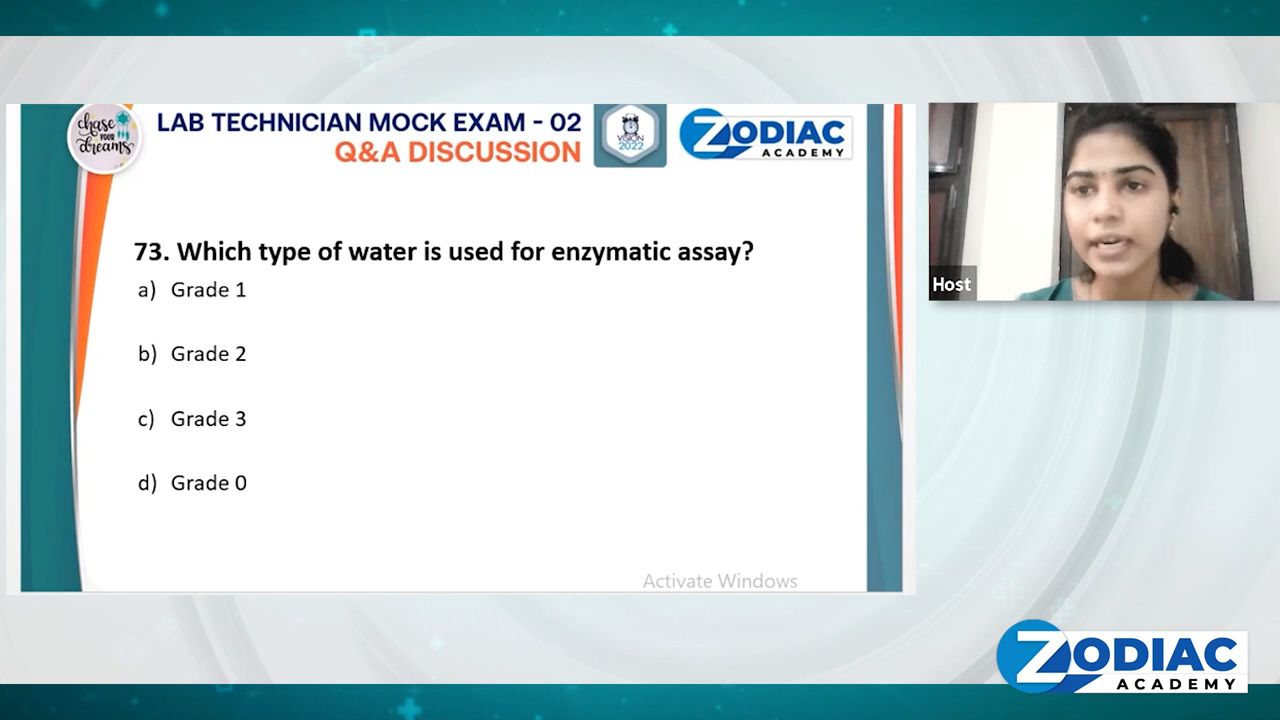 chase
YOUR
dreams
LAB TECHNICIAN MOCK EXAM - 02
Q&A DISCUSSION
VISION
2022
ZODIAC
ACADEMY
73. Which type of water is used for enzymatic assay?
a) Grade 1
b) Grade 2
c) Grade 3
d) Grade 0
Activate Windows
Host
ZODIAC
ACADEMY